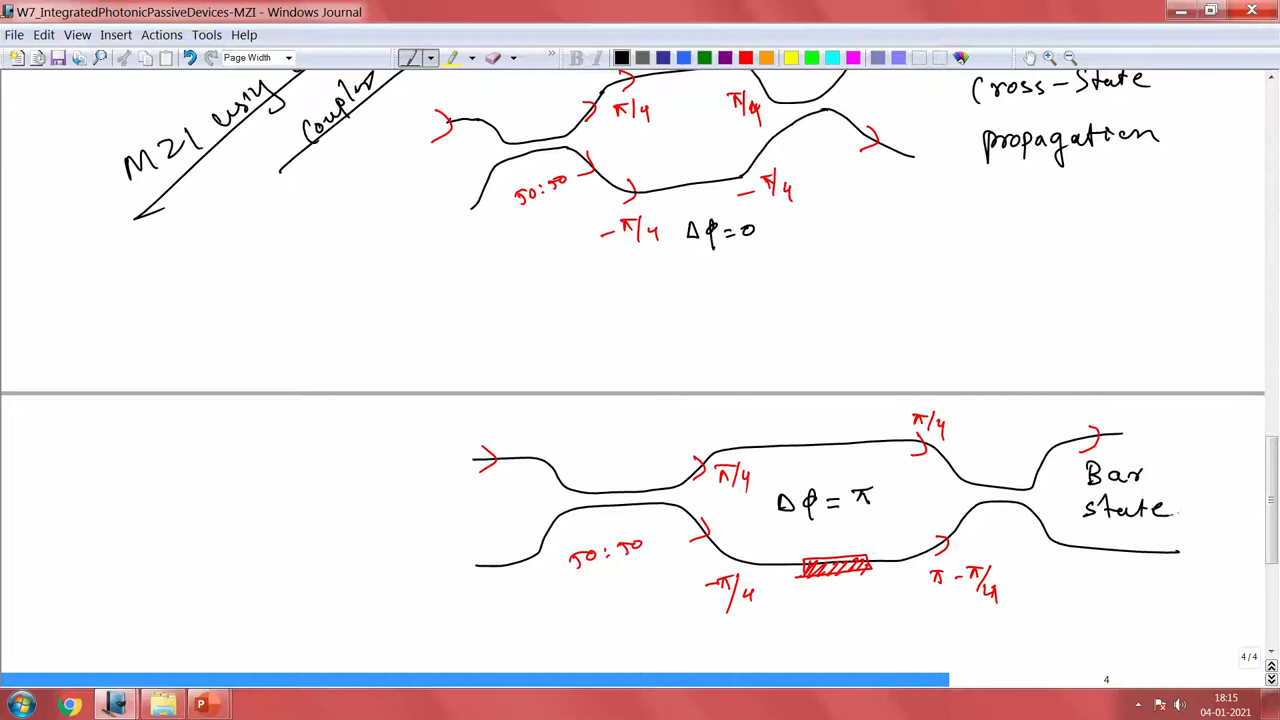 W7_IntegratedPhotonicPassiveDevices-MZI - Windows Journal
File Edit View Insert Actions Tools Help
Page Width
MZI using
Coupler
π/4
π/4
Cross-State
propagation
50:50
-π/4
-π/4
Δφ=0
π/4
π/4
Δφ = π
Bar
state
50:50
-π/4
π - π/4
4/4
4
18:15
04-01-2021